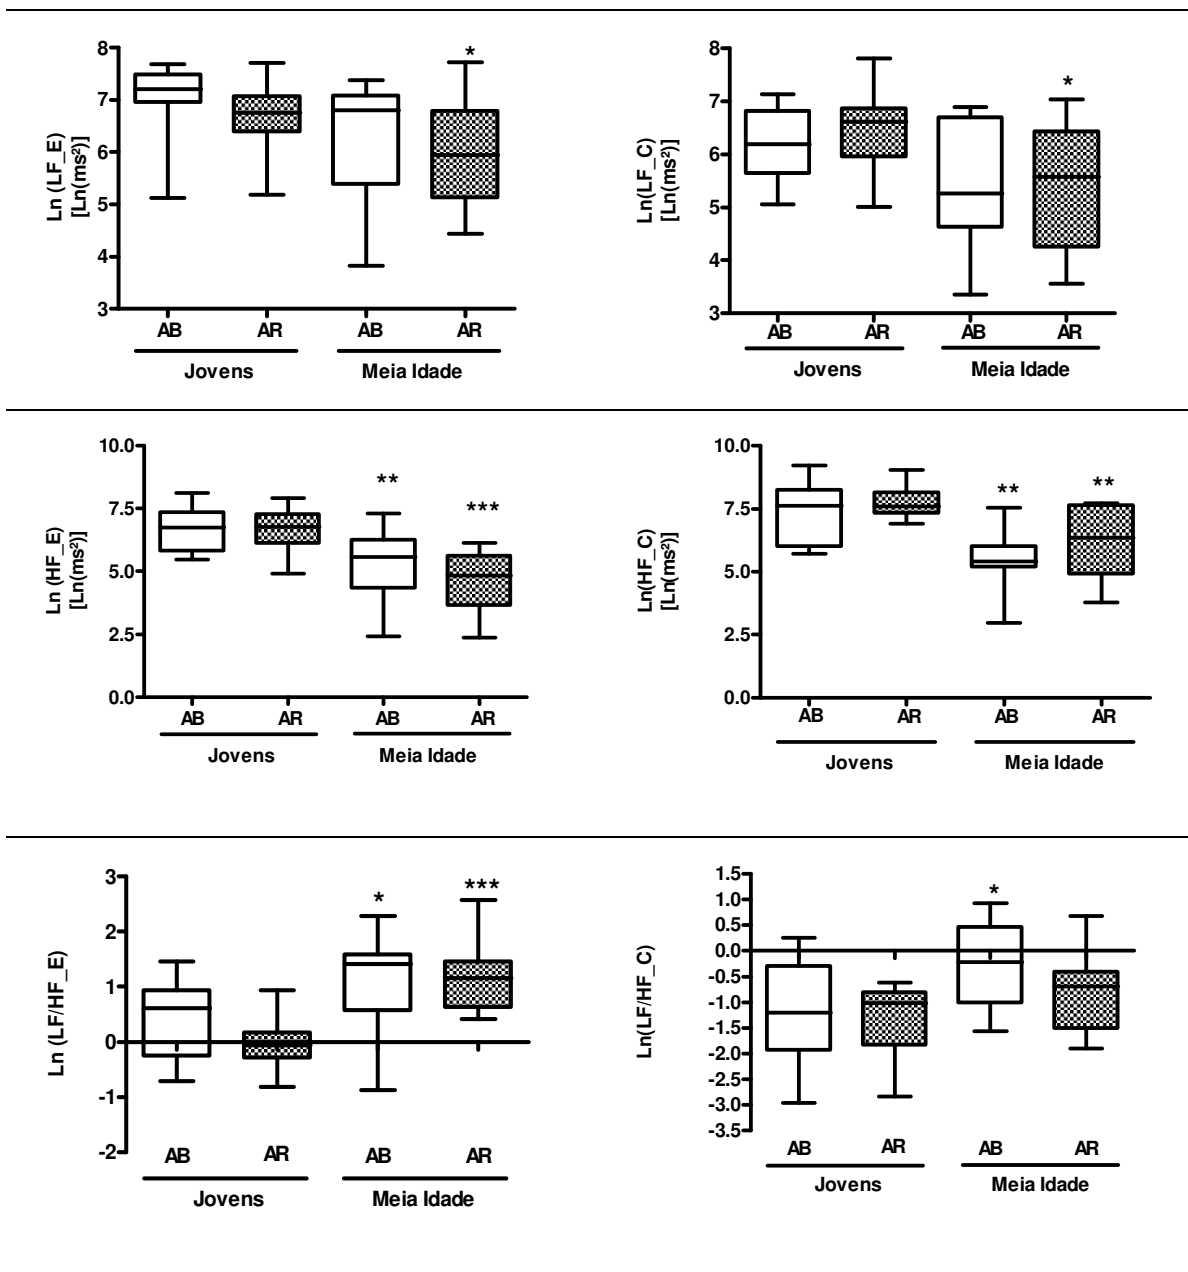 Ln (LF_E)
[Ln(ms²)]
8
7
6
5
4
3
*
AB AR AB AR
Jovens Meia Idade
Ln(LF_C)
[Ln(ms²)]
8
7
6
5
4
3
*
AB AR AB AR
Jovens Meia Idade
Ln (HF_E)
[Ln(ms²)]
10.0
7.5
5.0
2.5
0.0
** ***
AB AR AB AR
Jovens Meia Idade
Ln(HF_C)
[Ln(ms²)]
10.0
7.5
5.0
2.5
0.0
** **
AB AR AB AR
Jovens Meia Idade
Ln (LF/HF_E)
3
2
1
0
-1
-2
* ***
AB AR AB AR
Jovens Meia Idade
Ln(LF/HF_C)
1.5
1.0
0.5
0.0
-0.5
-1.0
-1.5
-2.0
-2.5
-3.0
-3.5
*
AB AR AB AR
Jovens Meia Idade